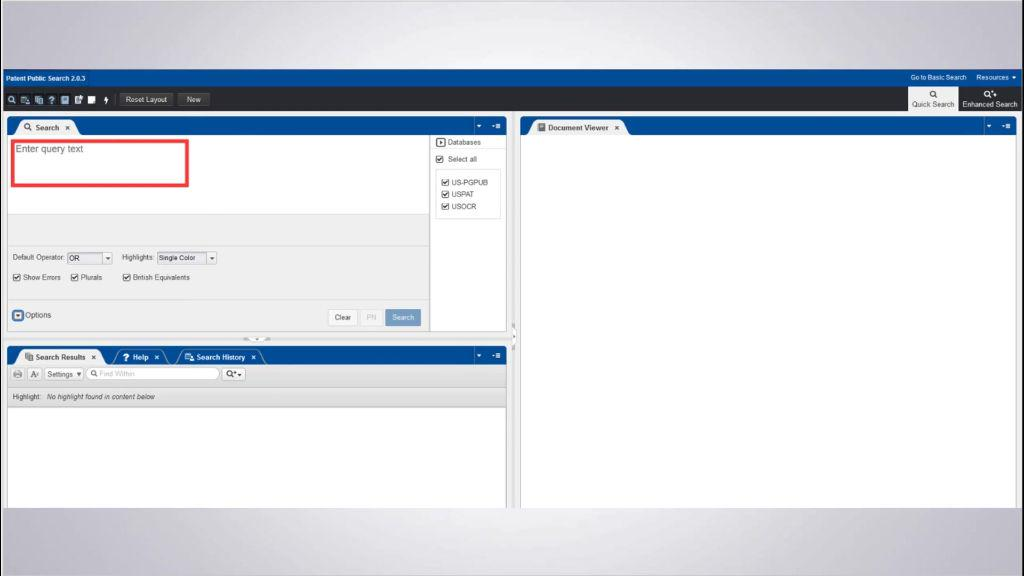 Patent Public Search 2.0.3
Go to Basic Search Resources
Reset Layout New
Quick Search Enhanced Search
Search
Enter query text
Databases
Select all
US-PGPUB
USPAT
USOCR
Default Operator: OR Highlights: Single Color
Show Errors Plurals British Equivalents
Options
Clear PN Search
Search Results Help Search History
Settings Find Within
Highlight: No highlight found in content below
Document Viewer